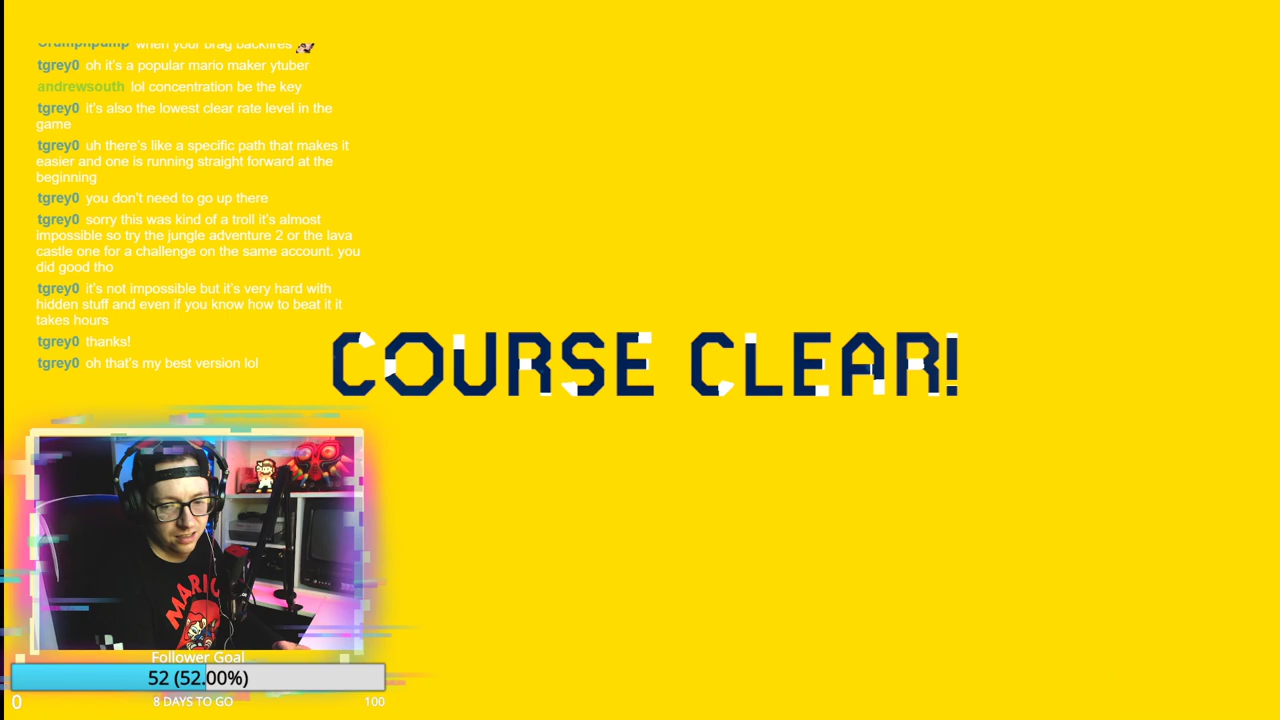 Grumpnpump when your brag backfires
tgrey0 oh it's a popular mario maker ytuber
andrewsouth lol concentration be the key
tgrey0 it's also the lowest clear rate level in the
game
tgrey0 uh there's like a specific path that makes it
easier and one is running straight forward at the
beginning
tgrey0 you don't need to go up there
tgrey0 sorry this was kind of a troll it's almost
impossible so try the jungle adventure 2 or the lava
castle one for a challenge on the same account. you
did good tho
tgrey0 it's not impossible but it's very hard with
hidden stuff and even if you know how to beat it it
takes hours
tgrey0 thanks!
tgrey0 oh that's my best version lol
COURSE CLEAR!
MARIO
Follower Goal
52 (52.00%)
0 8 DAYS TO GO 100